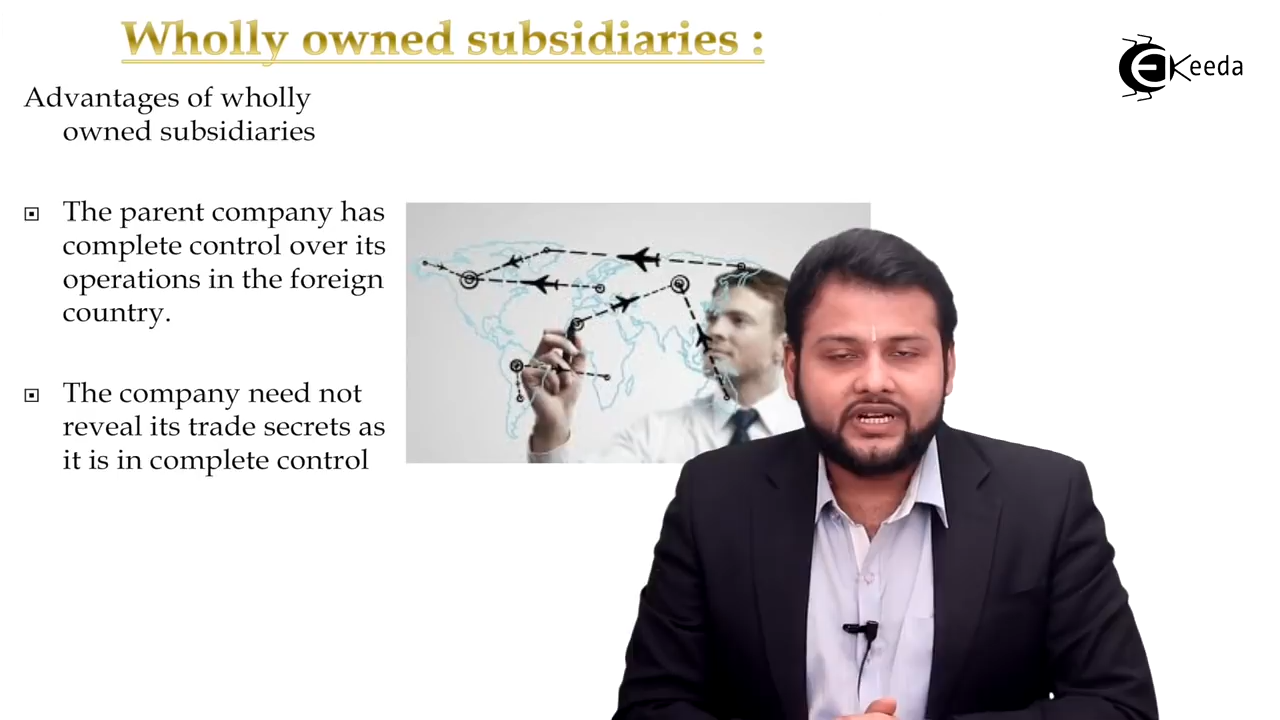 Wholly owned subsidiaries :
Keeda
Advantages of wholly
owned subsidiaries
The parent company has
complete control over its
operations in the foreign
country.
The company need not
reveal its trade secrets as
it is in complete control